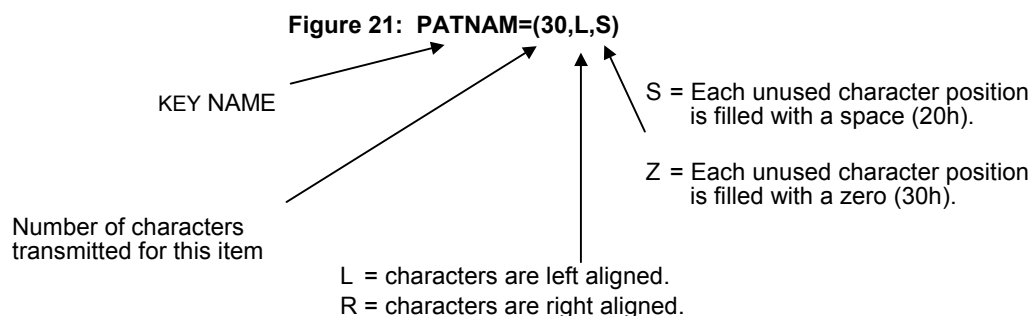 Figure 21: PATNAM=(30,L,S)
KEY NAME
S = Each unused character position
is filled with a space (20h).
Z = Each unused character position
is filled with a zero (30h).
Number of characters
transmitted for this item
L = characters are left aligned.
R = characters are right aligned.